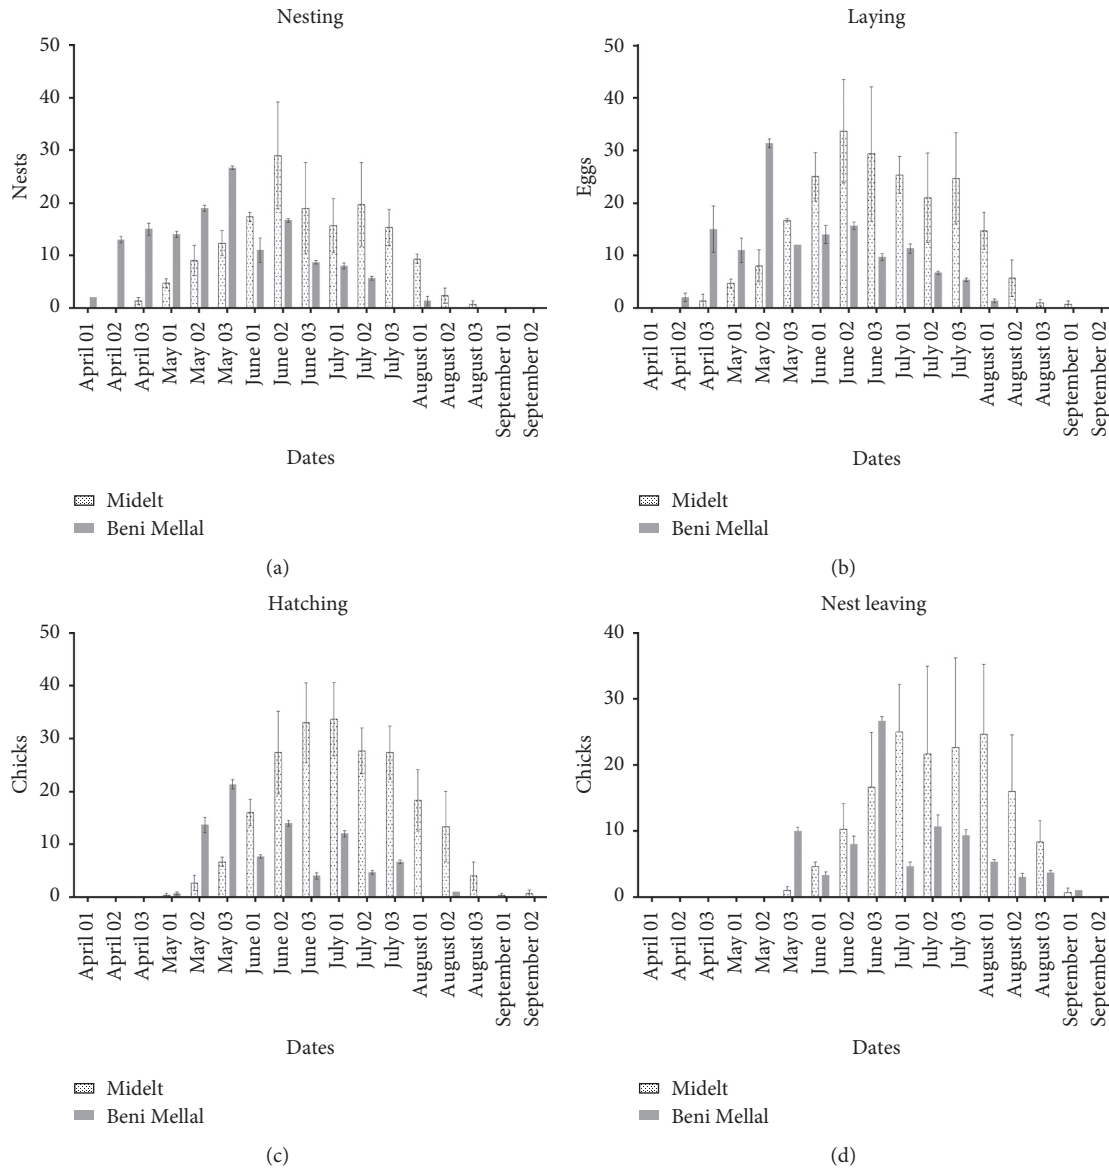 Nesting
50
40
30
20
10
0
Nests
April 01
April 02
April 03
May 01
May 02
May 03
June 01
June 02
June 03
July 01
July 02
July 03
August 01
August 02
August 03
September 01
September 02
Dates
Midelt
Beni Mellal
(a)
Laying
50
40
30
20
10
0
Eggs
April 01
April 02
April 03
May 01
May 02
May 03
June 01
June 02
June 03
July 01
July 02
July 03
August 01
August 02
August 03
September 01
September 02
Dates
Midelt
Beni Mellal
(b)
Hatching
50
40
30
20
10
0
Chicks
April 01
April 02
April 03
May 01
May 02
May 03
June 01
June 02
June 03
July 01
July 02
July 03
August 01
August 02
August 03
September 01
September 02
Dates
Midelt
Beni Mellal
(c)
Nest leaving
40
30
20
10
0
Chicks
April 01
April 02
April 03
May 01
May 02
May 03
June 01
June 02
June 03
July 01
July 02
July 03
August 01
August 02
August 03
September 01
September 02
Dates
Midelt
Beni Mellal
(d)